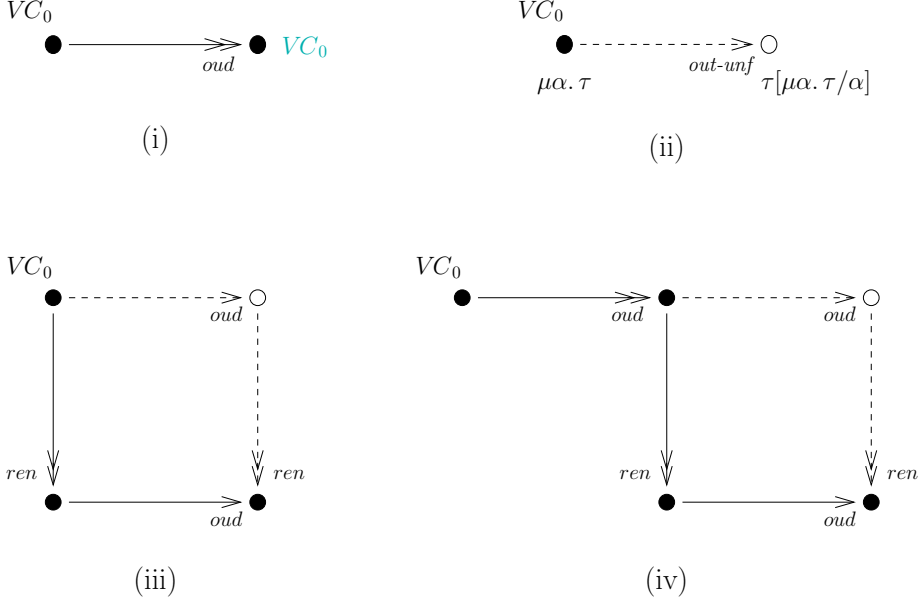 VC₀ VC₀
VC₀
oud out-unf
μα. τ τ[μα. τ/α]
(i) (ii)
VC₀ VC₀
oud oud oud
ren ren ren ren
oud oud
(iii) (iv)